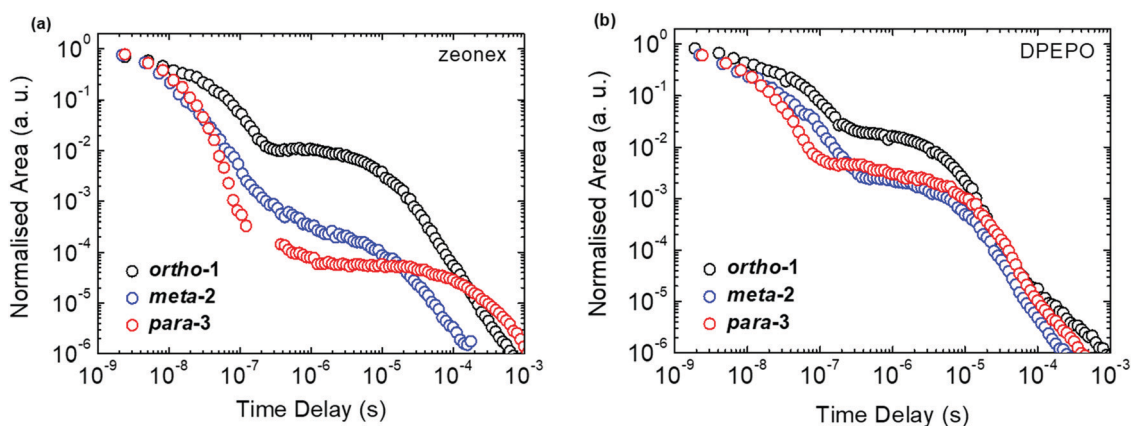 (a)
zeonex
Normalised Area (a. u.)
10^0
10^-1
10^-2
10^-3
10^-4
10^-5
10^-6
ortho-1
meta-2
para-3
10^-9 10^-8 10^-7 10^-6 10^-5 10^-4 10^-3
Time Delay (s)
(b)
DPEPO
Normalised Area (a. u.)
10^0
10^-1
10^-2
10^-3
10^-4
10^-5
10^-6
ortho-1
meta-2
para-3
10^-9 10^-8 10^-7 10^-6 10^-5 10^-4 10^-3
Time Delay (s)